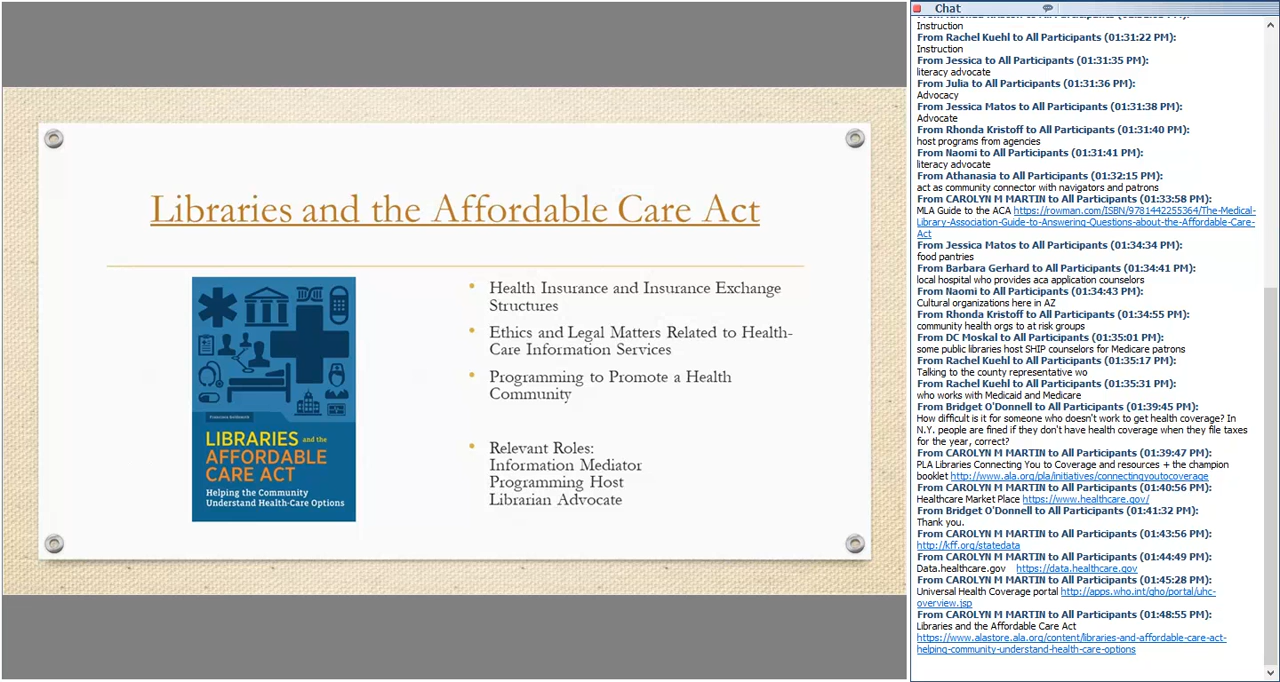 Libraries and the Affordable Care Act
Health Insurance and Insurance Exchange
Structures
Ethics and Legal Matters Related to Health-
Care Information Services
Programming to Promote a Health
Community
Relevant Roles:
Information Mediator
Programming Host
Librarian Advocate
LIBRARIES and the
AFFORDABLE
CARE ACT
Helping the Community
Understand Health-Care Options
Chat
Instruction
From Rachel Kuehl to All Participants (01:31:22 PM):
Instruction
From Jessica to All Participants (01:31:35 PM):
literacy advocate
From Julia to All Participants (01:31:36 PM):
Advocacy
From Jessica Matos to All Participants (01:31:38 PM):
Advocate
From Rhonda Kristoff to All Participants (01:31:40 PM):
host programs from agencies
From Naomi to All Participants (01:31:41 PM):
literacy advocate
From Athanasia to All Participants (01:32:15 PM):
act as community connector with navigators and patrons
From CAROLYN M MARTIN to All Participants (01:33:58 PM):
MLA Guide to the ACA https://rowman.com/ISBN/9781442255364/The-Medical-
Library-Association-Guide-to-Answering-Questions-about-the-Affordable-Care-
Act
From Jessica Matos to All Participants (01:34:34 PM):
food pantries
From Barbara Gerhard to All Participants (01:34:41 PM):
local hospital who provides aca application counselors
From Naomi to All Participants (01:34:43 PM):
Cultural organizations here in AZ
From Rhonda Kristoff to All Participants (01:34:55 PM):
community health orgs to at risk groups
From DC Moskal to All Participants (01:35:01 PM):
some public libraries host SHIP counselors for Medicare patrons
From Rachel Kuehl to All Participants (01:35:17 PM):
Talking to the county representative wo
From Rachel Kuehl to All Participants (01:35:31 PM):
who works with Medicaid and Medicare
From Bridget O'Donnell to All Participants (01:39:45 PM):
How difficult is it for someone who doesn't work to get health coverage? In
N.Y. people are fined if they don't have health coverage when they file taxes
for the year, correct?
From CAROLYN M MARTIN to All Participants (01:39:47 PM):
PLA Libraries Connecting You to Coverage and resources + the champion
booklet http://www.ala.org/pla/initiatives/connectingyoutocoverage
From CAROLYN M MARTIN to All Participants (01:40:56 PM):
Healthcare Market Place https://www.healthcare.gov/
From Bridget O'Donnell to All Participants (01:41:32 PM):
Thank you.
From CAROLYN M MARTIN to All Participants (01:43:56 PM):
http://kff.org/statedata
From CAROLYN M MARTIN to All Participants (01:44:49 PM):
Data.healthcare.gov https://data.healthcare.gov
From CAROLYN M MARTIN to All Participants (01:45:28 PM):
Universal Health Coverage portal http://apps.who.int/gho/portal/uhc-
overview.jsp
From CAROLYN M MARTIN to All Participants (01:48:55 PM):
Libraries and the Affordable Care Act
https://www.alastore.ala.org/content/libraries-and-affordable-care-act-
helping-community-understand-health-care-options